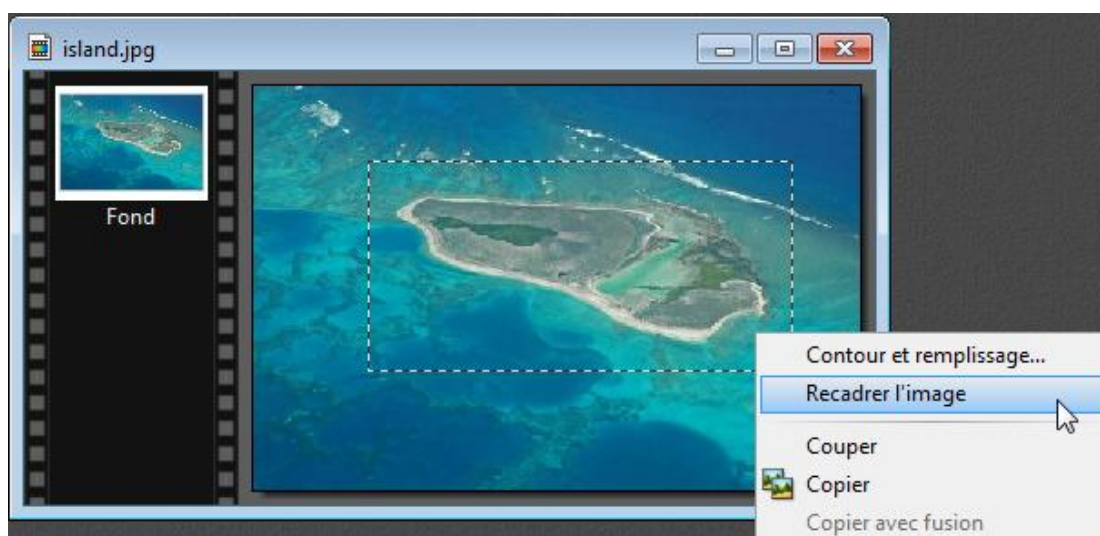 island.jpg
Fond
Contour et remplissage...
Recadrer l'image
Couper
Copier
Copier avec fusion